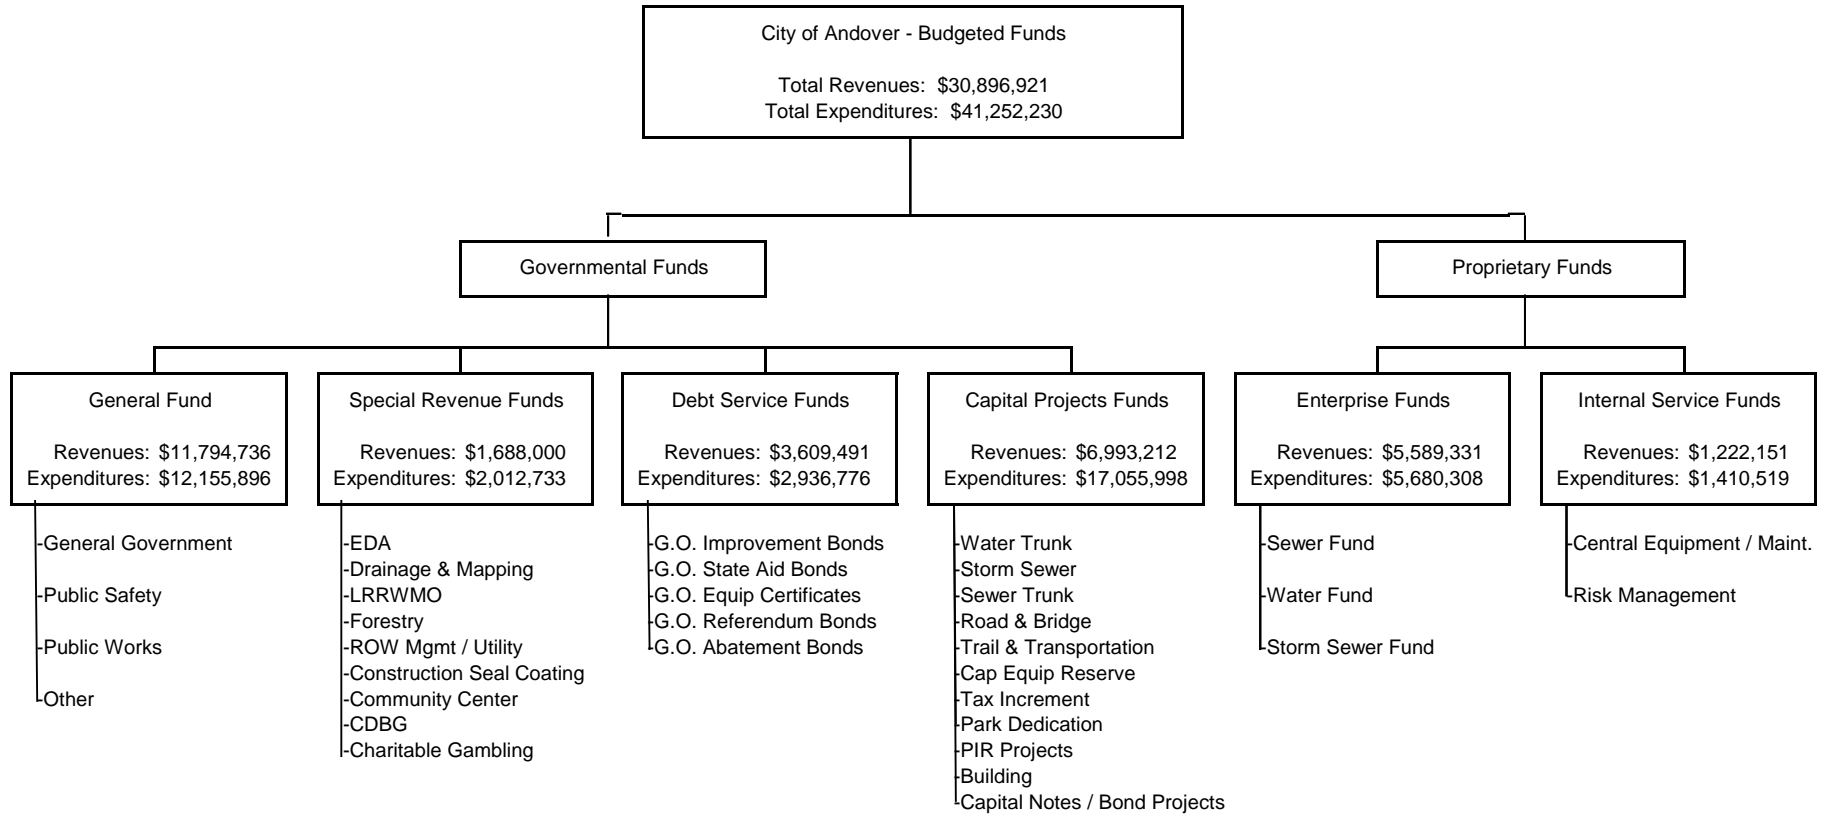 City of Andover - Budgeted Funds
Total Revenues: $30,896,921
Total Expenditures: $41,252,230
Governmental Funds
Proprietary Funds
General Fund
Revenues: $11,794,736
Expenditures: $12,155,896
-General Government
-Public Safety
-Public Works
-Other
Special Revenue Funds
Revenues: $1,688,000
Expenditures: $2,012,733
-EDA
-Drainage & Mapping
-LRRWMO
-Forestry
-ROW Mgmt / Utility
-Construction Seal Coating
-Community Center
-CDBG
-Charitable Gambling
Debt Service Funds
Revenues: $3,609,491
Expenditures: $2,936,776
-G.O. Improvement Bonds
-G.O. State Aid Bonds
-G.O. Equip Certificates
-G.O. Referendum Bonds
-G.O. Abatement Bonds
Capital Projects Funds
Revenues: $6,993,212
Expenditures: $17,055,998
-Water Trunk
-Storm Sewer
-Sewer Trunk
-Road & Bridge
-Trail & Transportation
-Cap Equip Reserve
-Tax Increment
-Park Dedication
-PIR Projects
-Building
-Capital Notes / Bond Projects
Enterprise Funds
Revenues: $5,589,331
Expenditures: $5,680,308
-Sewer Fund
-Water Fund
-Storm Sewer Fund
Internal Service Funds
Revenues: $1,222,151
Expenditures: $1,410,519
-Central Equipment / Maint.
-Risk Management